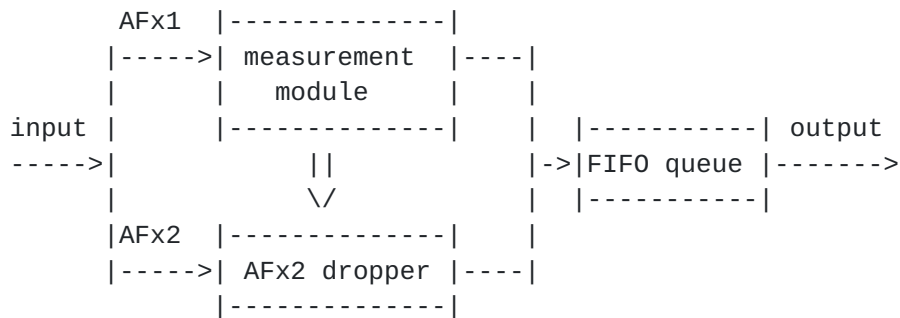 AFx1 |--------------|
|----->| measurement |----|
| | module | |
input | |--------------| | |-----------| output
----->| || |->|FIFO queue |------->
| \/ | |-----------|
|AFx2 |--------------| |
|----->| AFx2 dropper |----|
|--------------|